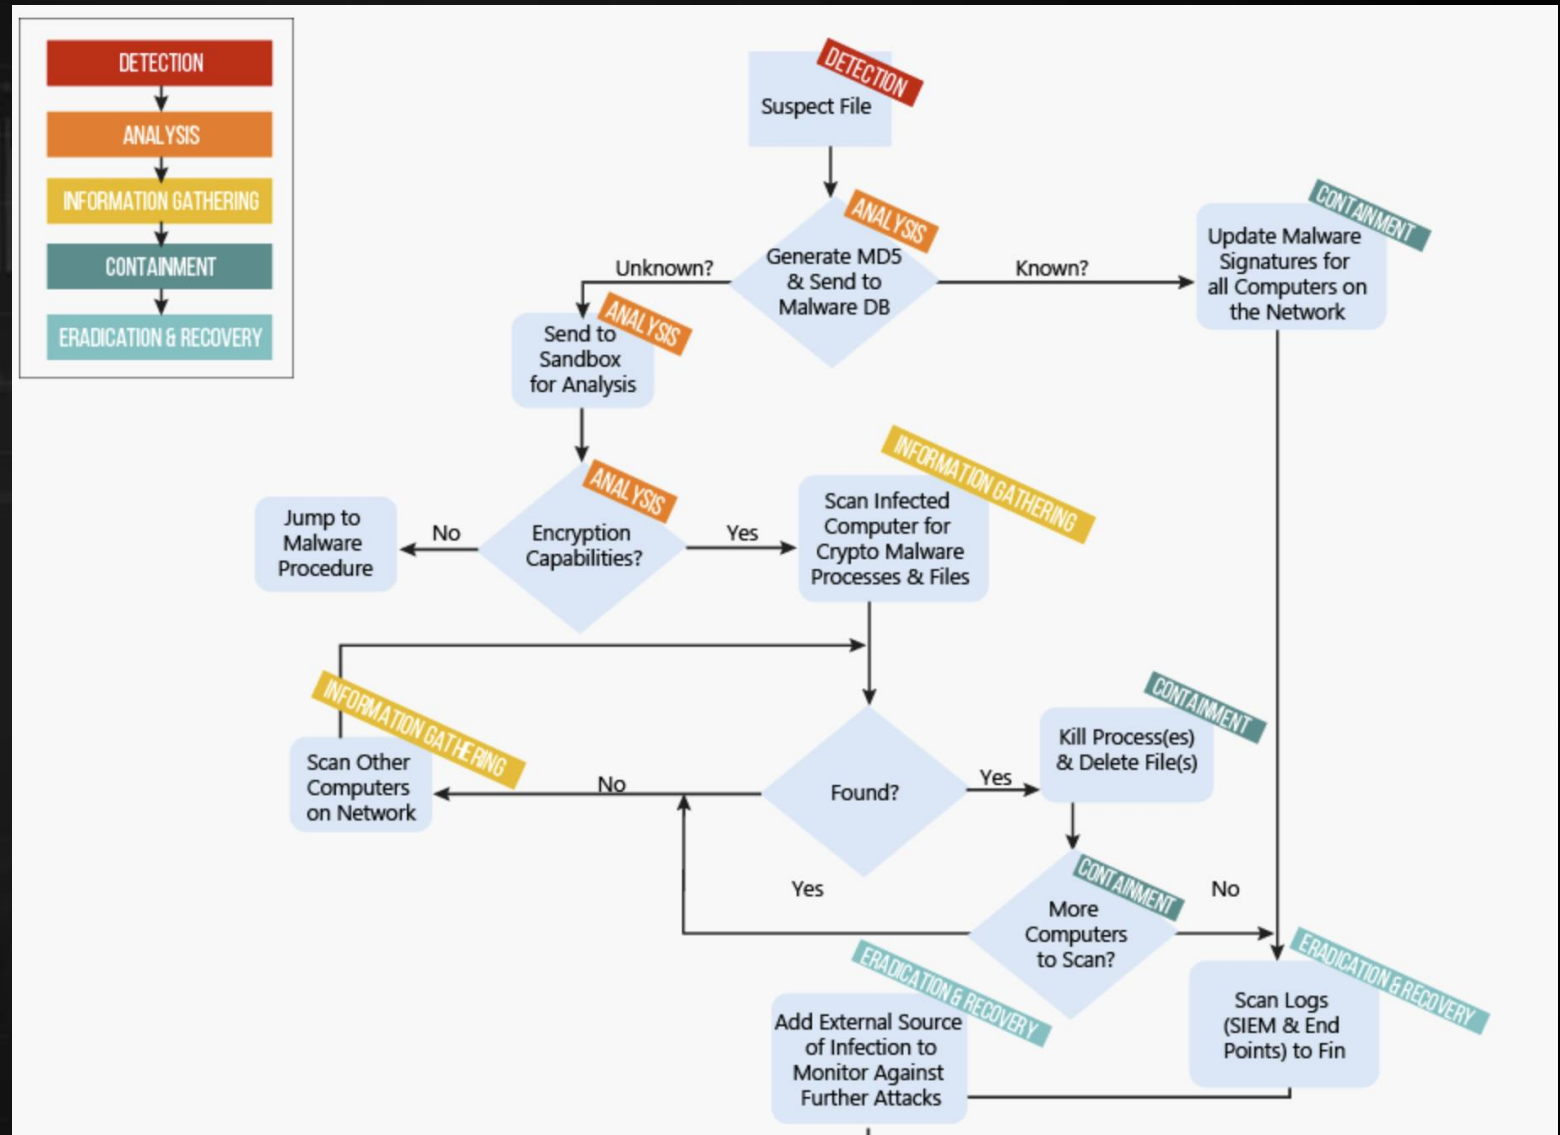 DETECTION
ANALYSIS
INFORMATION GATHERING
CONTAINMENT
ERADICATION & RECOVERY
DETECTION
Suspect File
ANALYSIS
Generate MD5
& Send to
Malware DB
Unknown?
Known?
CONTAINMENT
Update Malware
Signatures for
all Computers on
the Network
ANALYSIS
Send to
Sandbox
for Analysis
ANALYSIS
Encryption
Capabilities?
No
Jump to
Malware
Procedure
Yes
INFORMATION GATHERING
Scan Infected
Computer for
Crypto Malware
Processes & Files
INFORMATION GATHERING
Scan Other
Computers
on Network
No
Found?
Yes
CONTAINMENT
Kill Process(es)
& Delete File(s)
Yes
CONTAINMENT
More
Computers
to Scan?
No
ERADICATION & RECOVERY
Add External Source
of Infection to
Monitor Against
Further Attacks
ERADICATION & RECOVERY
Scan Logs
(SIEM & End
Points) to Fin